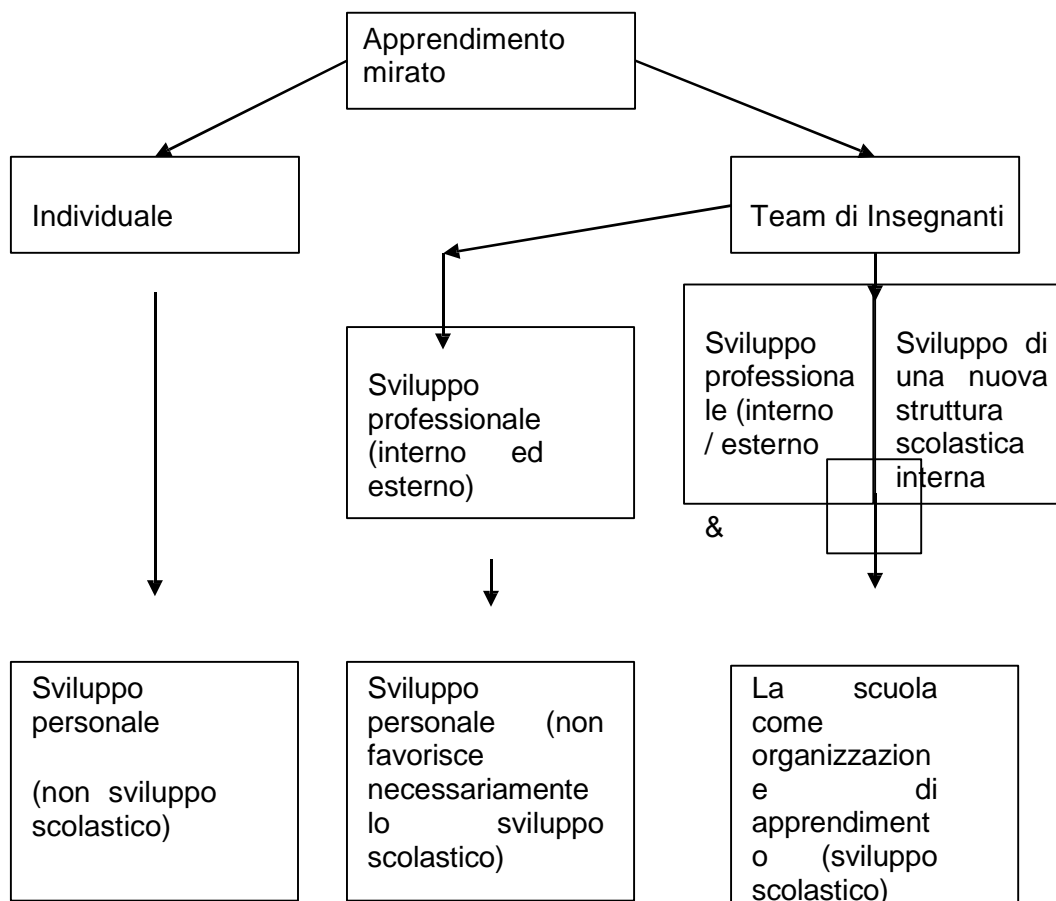 Apprendimento
mirato
Individuale
Team di Insegnanti
Sviluppo
professionale
(interno ed
esterno)
Sviluppo
professiona
le (interno
/ esterno
&
Sviluppo di
una nuova
struttura
scolastica
interna
Sviluppo
personale
(non sviluppo
scolastico)
Sviluppo
personale (non
favorisce
necessariamente
lo sviluppo
scolastico)
La scuola
come
organizzazion
e di
apprendiment
o (sviluppo
scolastico)